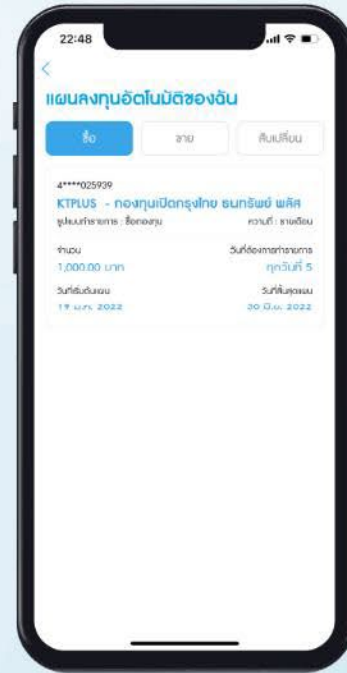 22:48
แผนลงทุนอัตโนมัติของฉัน
ซื้อ ขาย สับเปลี่ยน
4****025939
KTPLUS - กองทุนเปิดกรุงไทย ธนทรัพย์ พลัส
รูปแบบทำรายการ : ซื้อกองทุน ความถี่ : รายเดือน
จำนวน วันที่ต้องการทำรายการ
1,000.00 บาท ทุกวันที่ 5
วันที่เริ่มต้นแผน วันที่สิ้นสุดแผน
2022 30 มิ.ย. 2022